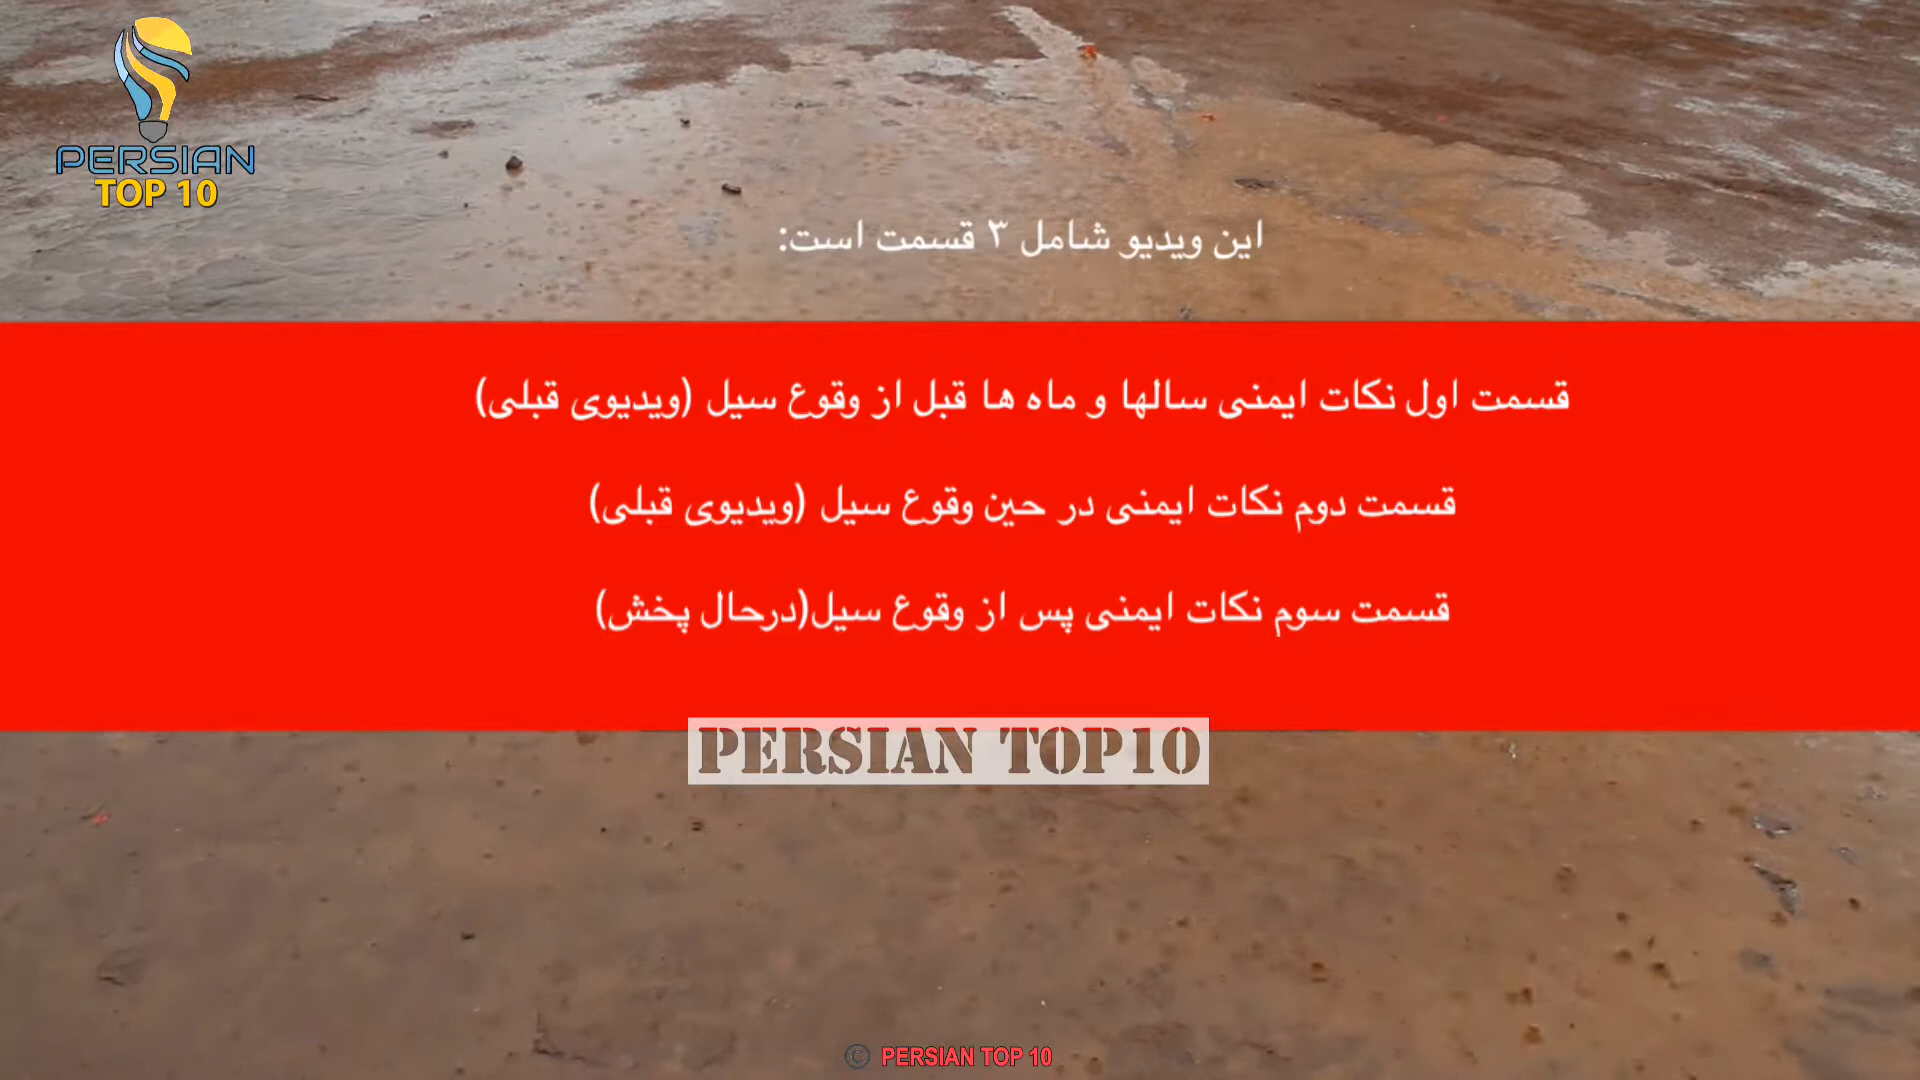 PERSIAN
TOP 10
این ویدیو شامل ۳ قسمت است:
قسمت اول نکات ایمنی سالها و ماه ها قبل از وقوع سیل (ویدیوی قبلی)
قسمت دوم نکات ایمنی در حین وقوع سیل (ویدیوی قبلی)
قسمت سوم نکات ایمنی پس از وقوع سیل(درحال پخش)
PERSIAN TOP10
© PERSIAN TOP 10